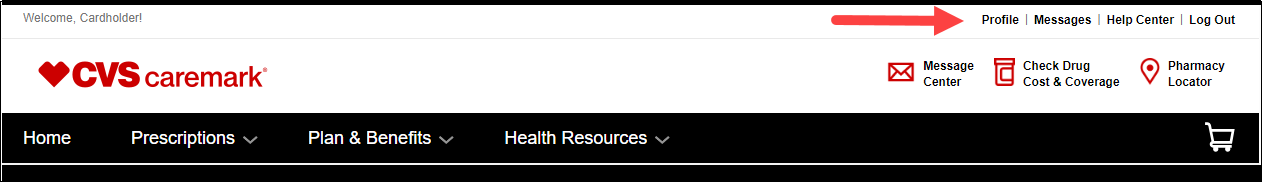 Welcome, Cardholder!
Profile | Messages | Help Center | Log Out
CVS caremark®
Message
Center
Check Drug
Cost & Coverage
Pharmacy
Locator
Home Prescriptions Plan & Benefits Health Resources